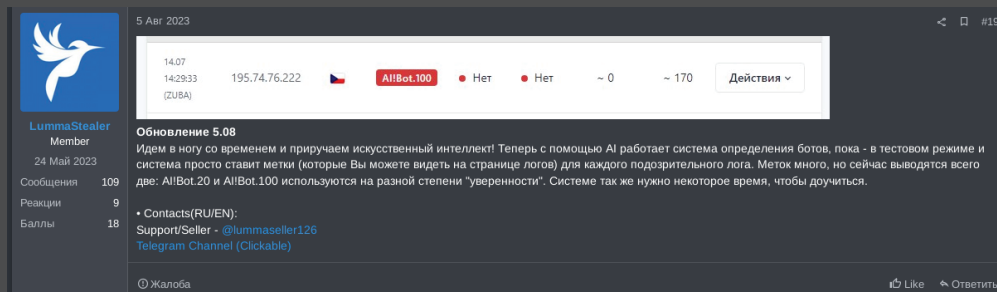 5 Авг 2023
#19
14.07
14:29:33
(ZUBA)
195.74.76.222
AI!Bot.100
Нет
Нет
~ 0
~ 170
Действия
LummaStealer
Member
24 Май 2023
Сообщения 109
Реакции 9
Баллы 18
Обновление 5.08
Идем в ногу со временем и приручаем искусственный интеллект! Теперь с помощью AI работает система определения ботов, пока - в тестовом режиме и
система просто ставит метки (которые Вы можете видеть на странице логов) для каждого подозрительного лога. Меток много, но сейчас выводятся всего
две: AI!Bot.20 и AI!Bot.100 используются на разной степени "уверенности". Системе так же нужно некоторое время, чтобы доучиться.
• Contacts(RU/EN):
Support/Seller - @lummaseller126
Telegram Channel (Clickable)
Жалоба
Like
Ответить